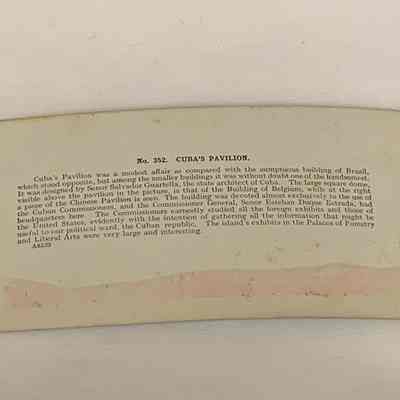 No. 352. CUBA'S PAVILION.
Cuba's Pavilion was a modest affair as compared with the sumptuous building of Brazil,
which stood opposite, but among the smaller buildings it was without doubt one of the handsomest.
It was designed by Senor Salvador Guartella, the state architect of Cuba. The large square dome,
visible above the pavilion in the picture, is that of the Building of Belgium, while at the right
a piece of the Chinese Pavilion is seen. The building was devoted almost exclusively to the use of
the Cuban Commissioners, and the Commissioner General, Senor Esteban Duque Estrada, had
headquarters here. The Commissioners earnestly studied all the foreign exhibits and those of
the United States, evidently with the intention of gathering all the information that might be
useful to our political ward, the Cuban republic. The island's exhibits in the Palaces of Forestry
and Liberal Arts were very large and interesting.